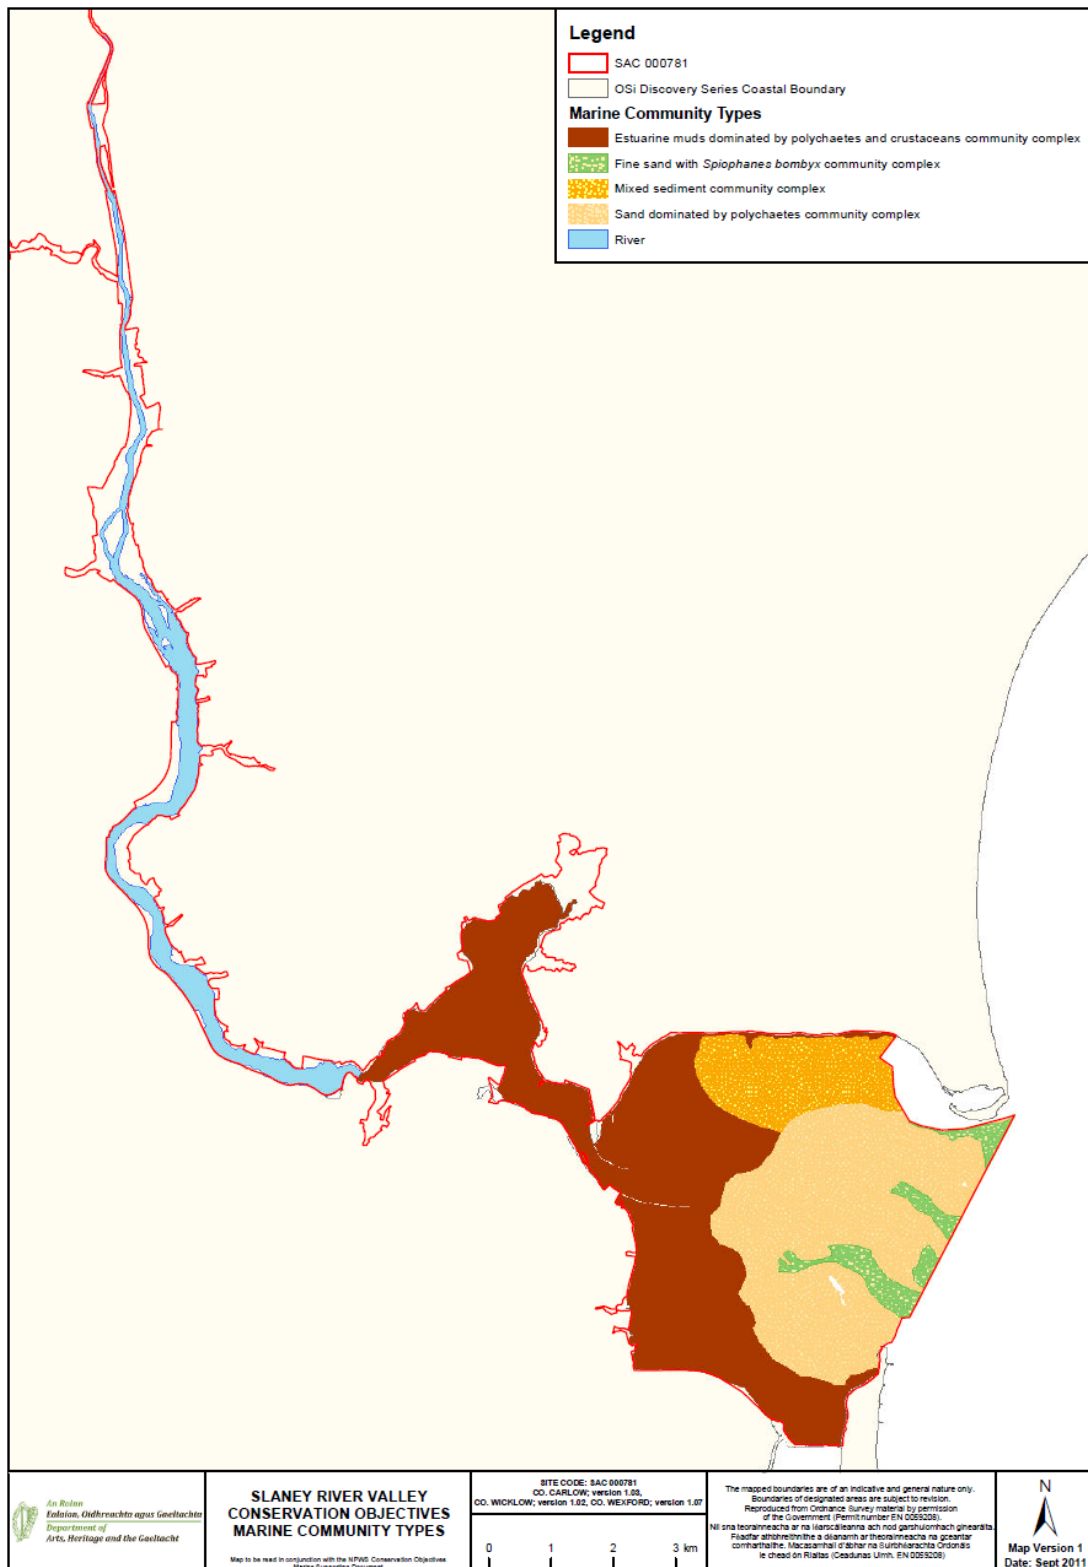 Legend
SAC 000781
OSi Discovery Series Coastal Boundary
Marine Community Types
Estuarine muds dominated by polychaetes and crustaceans community complex
Fine sand with Spiophanes bombyx community complex
Mixed sediment community complex
Sand dominated by polychaetes community complex
River
An Roinn
Ealaíon, Oidhreachta agus Gaeltachta
Department of
Arts, Heritage and the Gaeltacht
SLANEY RIVER VALLEY
CONSERVATION OBJECTIVES
MARINE COMMUNITY TYPES
Map to be read in conjunction with the NPWS Conservation Objectives
Marine Supporting Document
SITE CODE: SAC 000781
CO. CARLOW; version 1.03,
CO. WICKLOW; version 1.02, CO. WEXFORD; version 1.07
0 1 2 3 km
The mapped boundaries are of an indicative and general nature only.
Boundaries of designated areas are subject to revision.
Reproduced from Ordnance Survey material by permission
of the Government (Permit number EN 0059208).
Níl sna teorainneacha ar na léarscáileanna ach nod garshuiomhach ginearálta.
Féadfar athbhreithnithe a déanamh ar theorainneacha na gceantar
comharthaithe. Macasamhail d'ábhar na Suirbhéarachta Ordonáis
le chead ón Rialtas (Ceadunas Uimh. EN 0059208)
N
Map Version 1
Date: Sept 2011